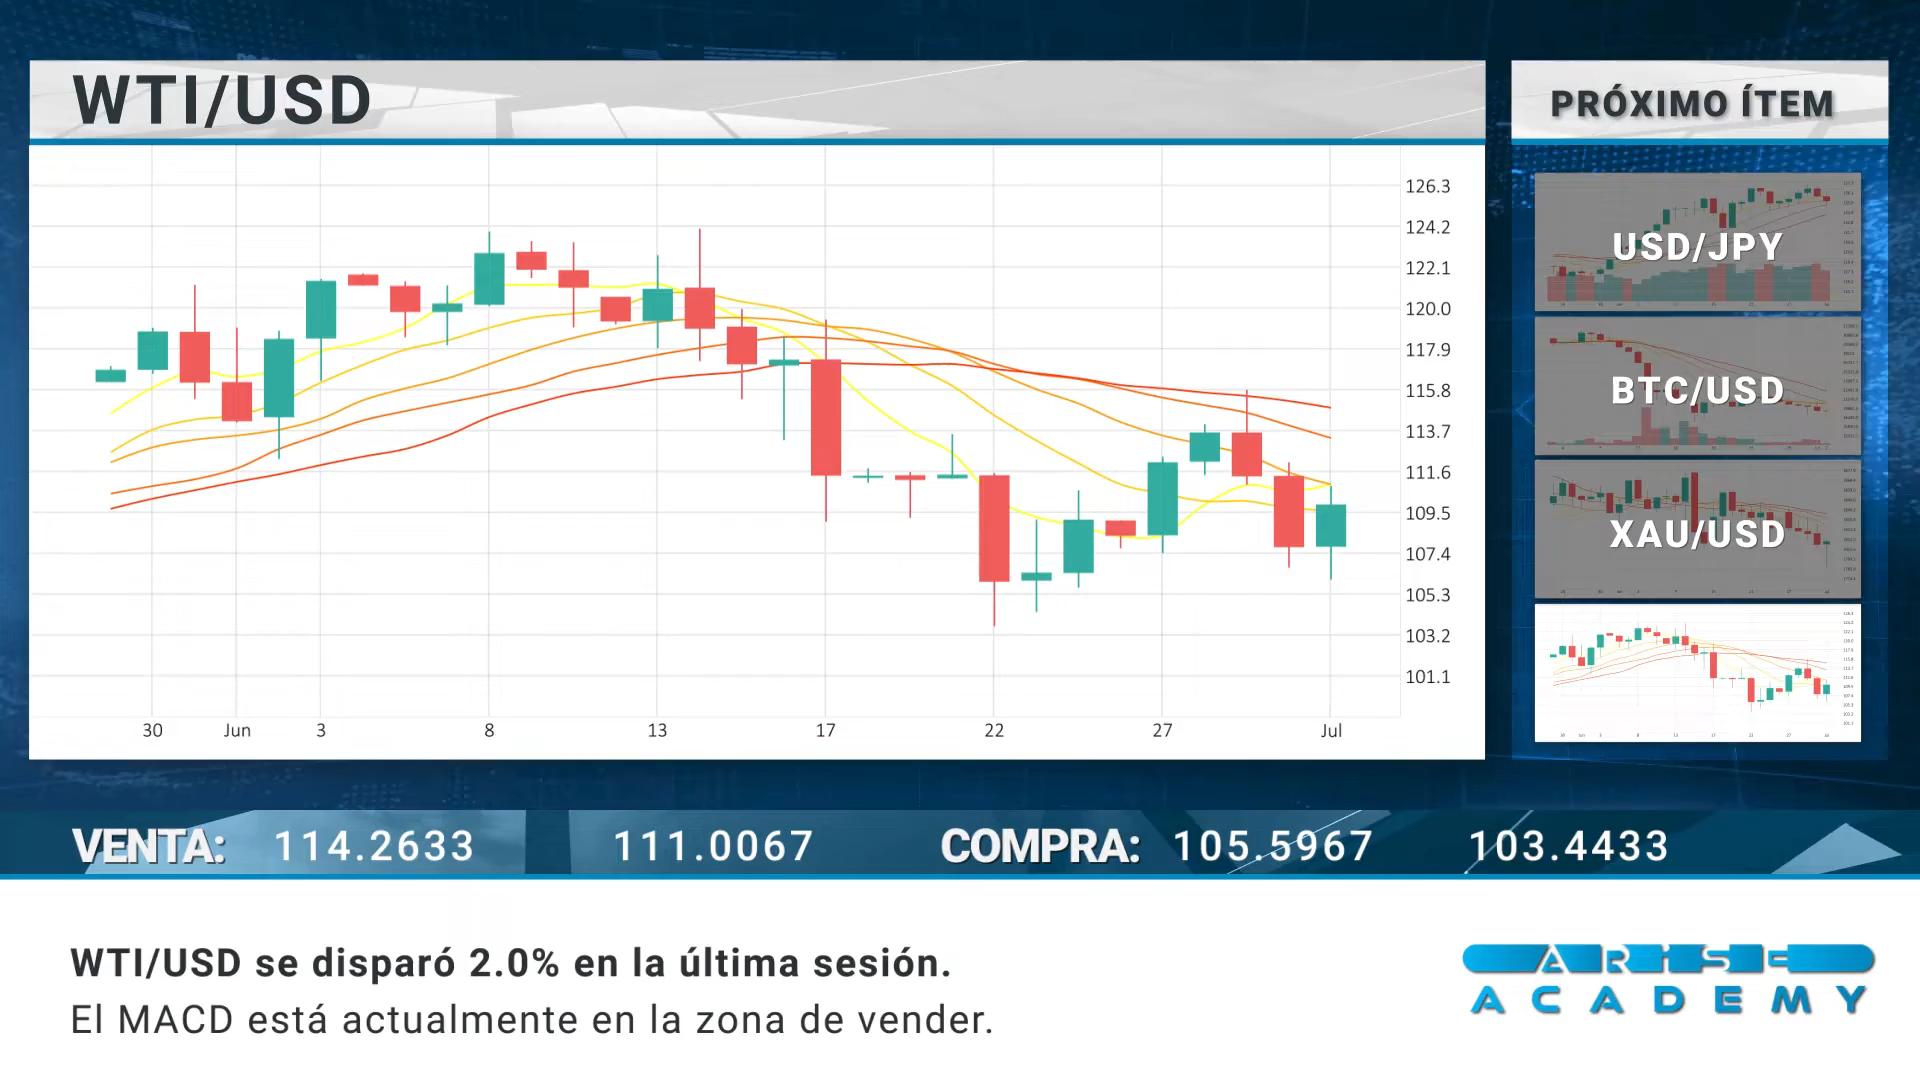 WTI/USD
PRÓXIMO ÍTEM
126.3
124.2
122.1
120.0
117.9
115.8
113.7
111.6
109.5
107.4
105.3
103.2
101.1
30 Jun 3 8 13 17 22 27 Jul
USD/JPY
BTC/USD
XAU/USD
VENTA: 114.2633 111.0067 COMPRA: 105.5967 103.4433
WTI/USD se disparó 2.0% en la última sesión.
El MACD está actualmente en la zona de vender.
ARISE
ACADEMY